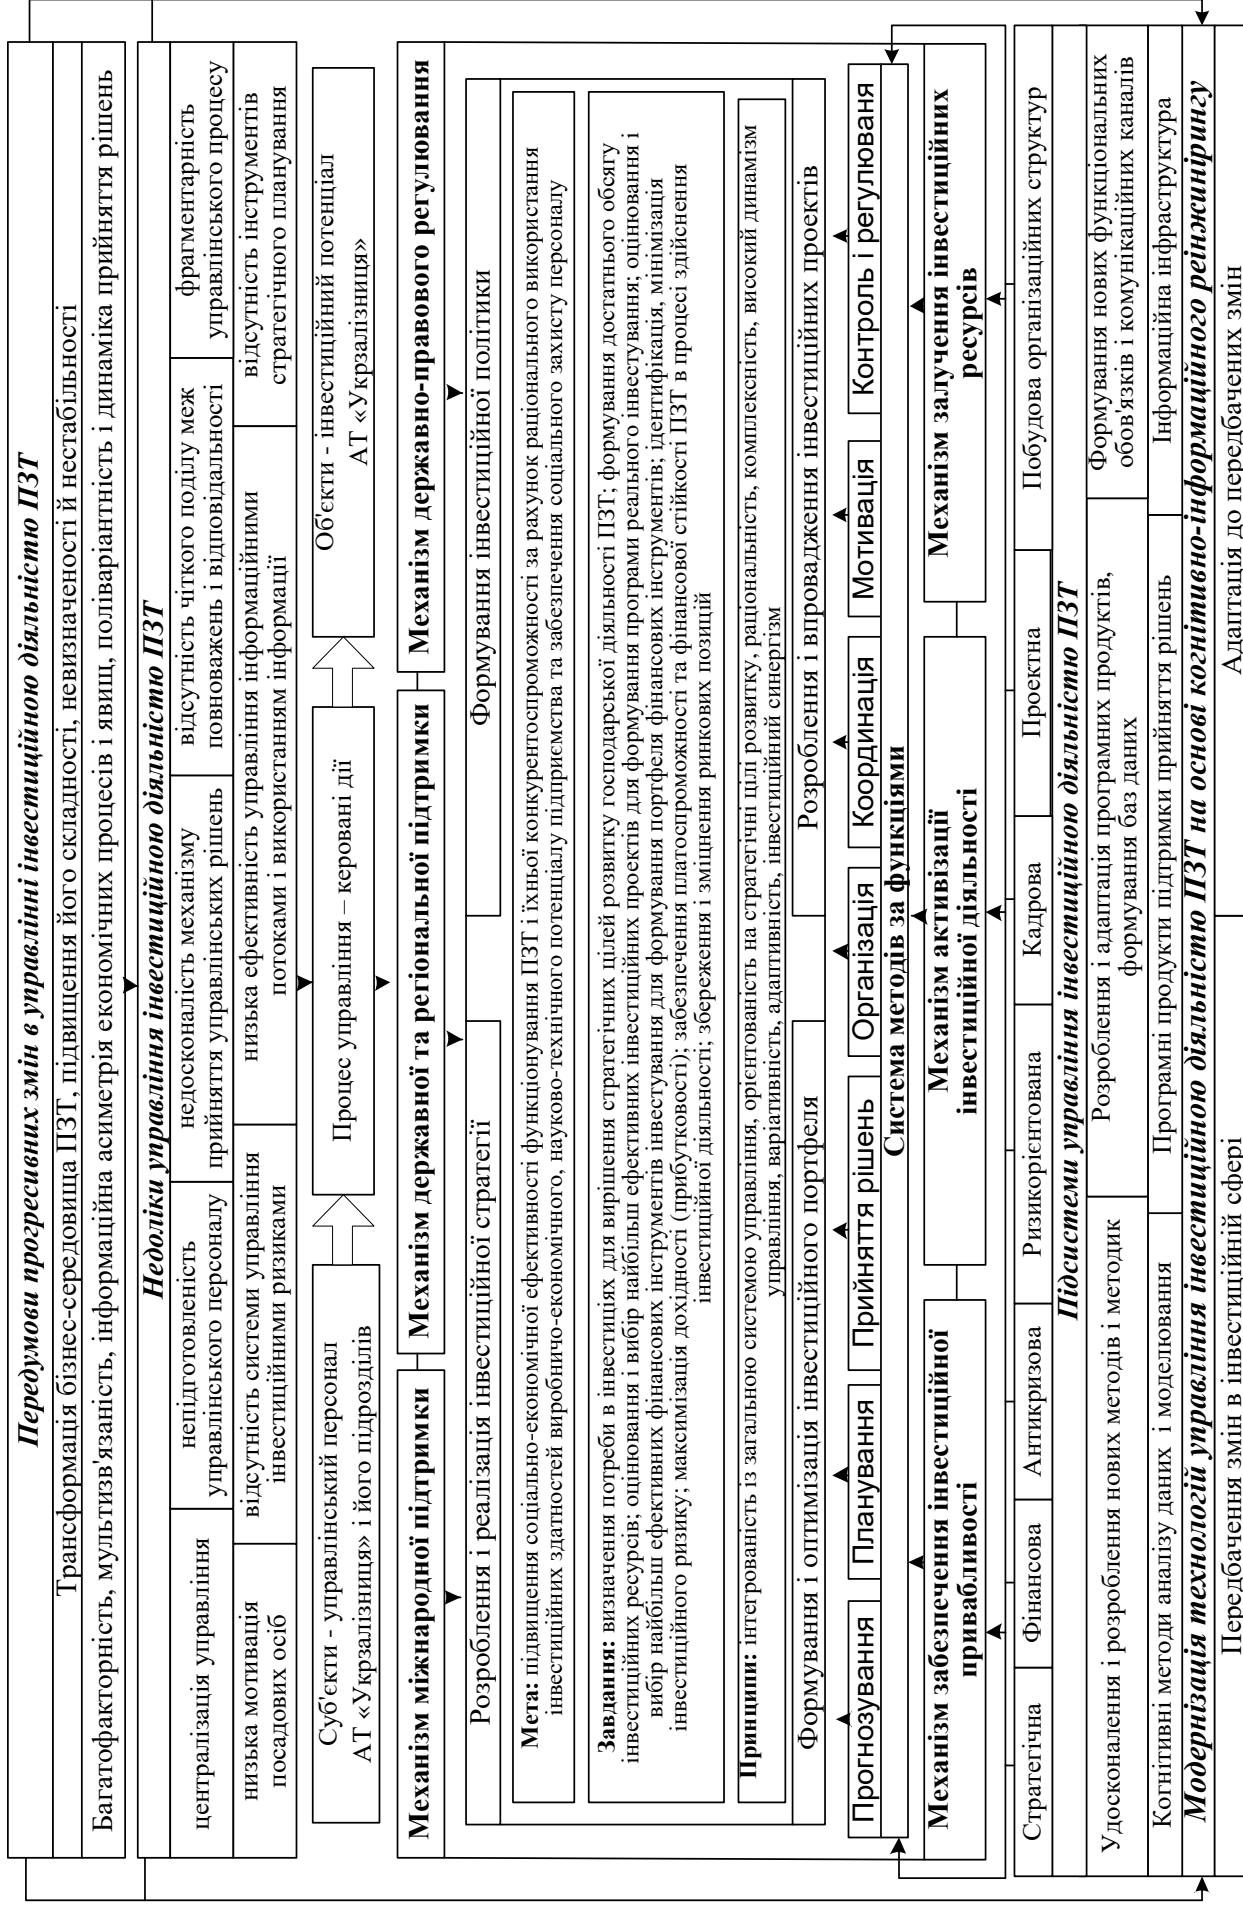 Передумови прогресивних змін в управлінні інвестиційною діяльністю ПЗТ
Трансформація бізнес-середовища ПЗТ, підвищення його складності, невизначеності й нестабільності
Багатофакторність, мультизв'язаність, інформаційна асиметрія економічних процесів і явищ, поліваріантність і динаміка прийняття рішень
Недоліки управління інвестиційною діяльністю ПЗТ
централізація управління
непідготовленість
управлінського персоналу
недосконалість механізму
прийняття управлінських рішень
відсутність чіткого поділу меж
повноважень і відповідальності
фрагментарність
управлінського процесу
низька мотивація
посадових осіб
відсутність системи управління
інвестиційними ризиками
низька ефективність управління інформаційними
потоками і використанням інформації
відсутність інструментів
стратегічного планування
Суб'єкти - управлінський персонал
АТ «Укрзалізниця» і його підрозділів
Процес управління – керовані дії
Об'єкти - інвестиційний потенціал
АТ «Укрзалізниця»
Механізм міжнародної підтримки
Механізм державної та регіональної підтримки
Механізм державно-правового регулювання
Розроблення і реалізація інвестиційної стратегії
Формування інвестиційної політики
Мета: підвищення соціально-економічної ефективності функціонування ПЗТ і їхньої конкурентоспроможності за рахунок раціонального використання
інвестиційних здатностей виробничо-економічного, науково-технічного потенціалу підприємства та забезпечення соціального захисту персоналу
Завдання: визначення потреби в інвестиціях для вирішення стратегічних цілей розвитку господарської діяльності ПЗТ; формування достатнього обсягу
інвестиційних ресурсів; оцінювання і вибір найбільш ефективних інвестиційних проектів для формування програми реального інвестування; оцінювання і
вибір найбільш ефективних фінансових інструментів інвестування для формування портфеля фінансових інструментів; ідентифікація, мінімізація
інвестиційного ризику; максимізація дохідності (прибутковості); забезпечення платоспроможності та фінансової стійкості ПЗТ в процесі здійснення
інвестиційної діяльності; збереження і зміцнення ринкових позицій
Принципи: інтегрованість із загальною системою управління, орієнтованість на стратегічні цілі розвитку, раціональність, комплексність, високий динамізм
управління, варіативність, адаптивність, інвестиційний синергізм
Формування і оптимізація інвестиційного портфеля
Розроблення і впровадження інвестиційних проектів
Прогнозування
Планування
Прийняття рішень
Організація
Координація
Мотивація
Контроль і регулюваня
Система методів за функціями
Механізм забезпечення інвестиційної
привабливості
Механізм активізації
інвестиційної діяльності
Механізм залучення інвестиційних
ресурсів
Стратегічна
Фінансова
Антикризова
Ризикорієнтована
Кадрова
Проектна
Побудова організаційних структур
Підсистеми управління інвестиційною діяльністю ПЗТ
Удосконалення і розроблення нових методів і методик
Розроблення і адаптація програмних продуктів,
формування баз даних
Формування нових функціональних
обов'язків і комунікаційних каналів
Когнітивні методи аналізу даних і моделювання
Програмні продукти підтримки прийняття рішень
Інформаційна інфраструктура
Модернізація технологій управління інвестиційною діяльністю ПЗТ на основі когнітивно-інформаційного реінжинірингу
Передбачення змін в інвестиційній сфері
Адаптація до передбачених змін